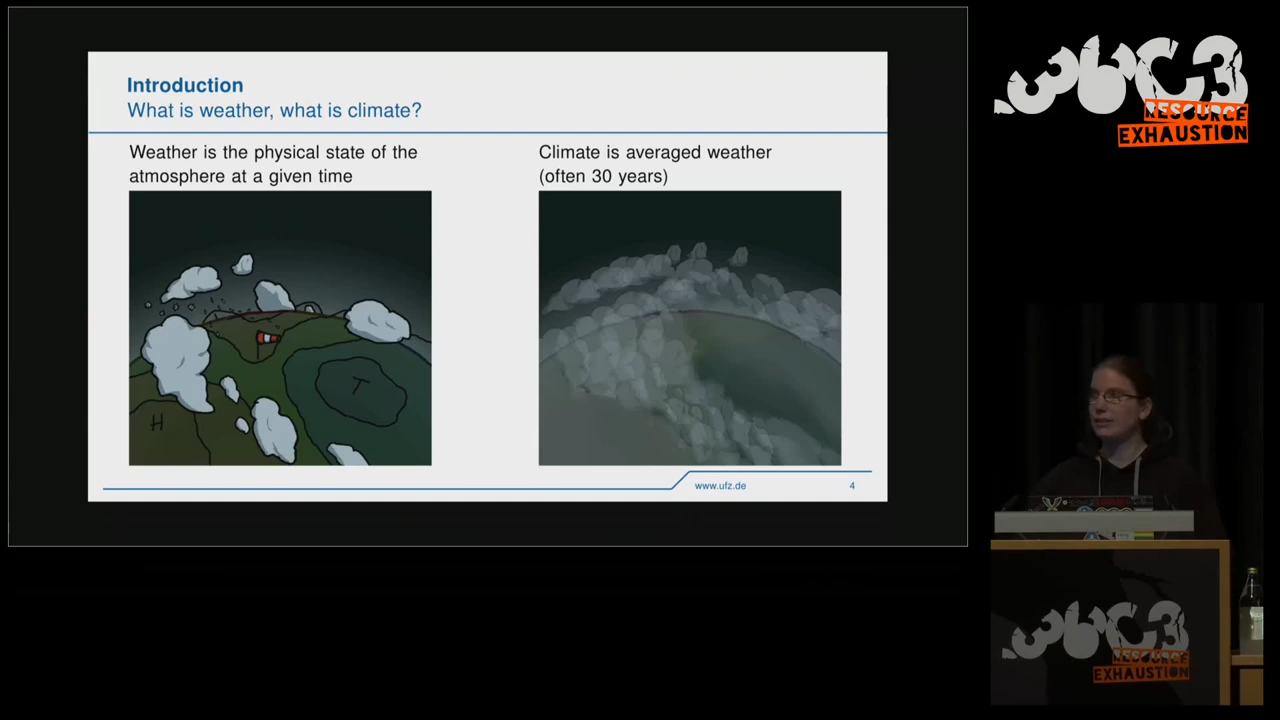 Introduction
What is weather, what is climate?
Weather is the physical state of the
atmosphere at a given time
Climate is averaged weather
(often 30 years)
T
H
www.ufz.de
4
36C3
RESOURCE
EXHAUSTION
36C3
RESOURCE
EXHAUSTION